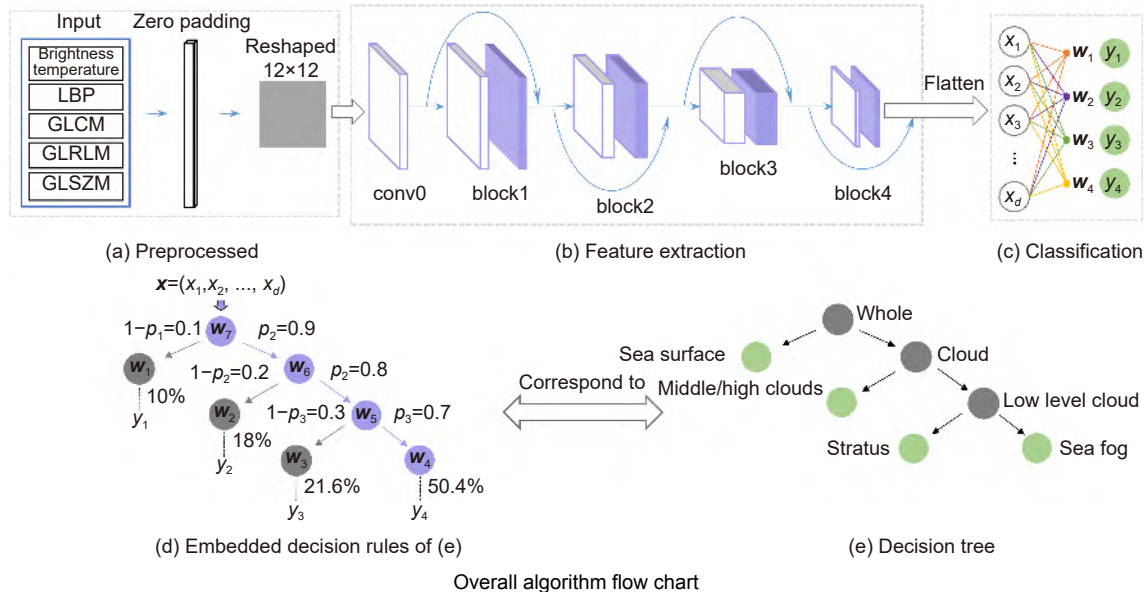 Input
Zero padding
Brightness
temperature
LBP
GLCM
GLRLM
GLSZM
Reshaped
12×12
conv0
block1
block2
block3
block4
Flatten
x₁
x₂
x₃
⋮
x_d
w₁ y₁
w₂ y₂
w₃ y₃
w₄ y₄
(a) Preprocessed
(b) Feature extraction
(c) Classification
x=(x₁,x₂, ..., x_d)
1−p₁=0.1
w₇
p₂=0.9
w₁
10%
y₁
1−p₂=0.2
w₆
p₂=0.8
w₂
18%
y₂
1−p₃=0.3
w₅
p₃=0.7
w₃
21.6%
y₃
w₄
50.4%
y₄
Correspond to
Whole
Sea surface
Cloud
Middle/high clouds
Low level cloud
Stratus
Sea fog
(d) Embedded decision rules of (e)
(e) Decision tree
Overall algorithm flow chart